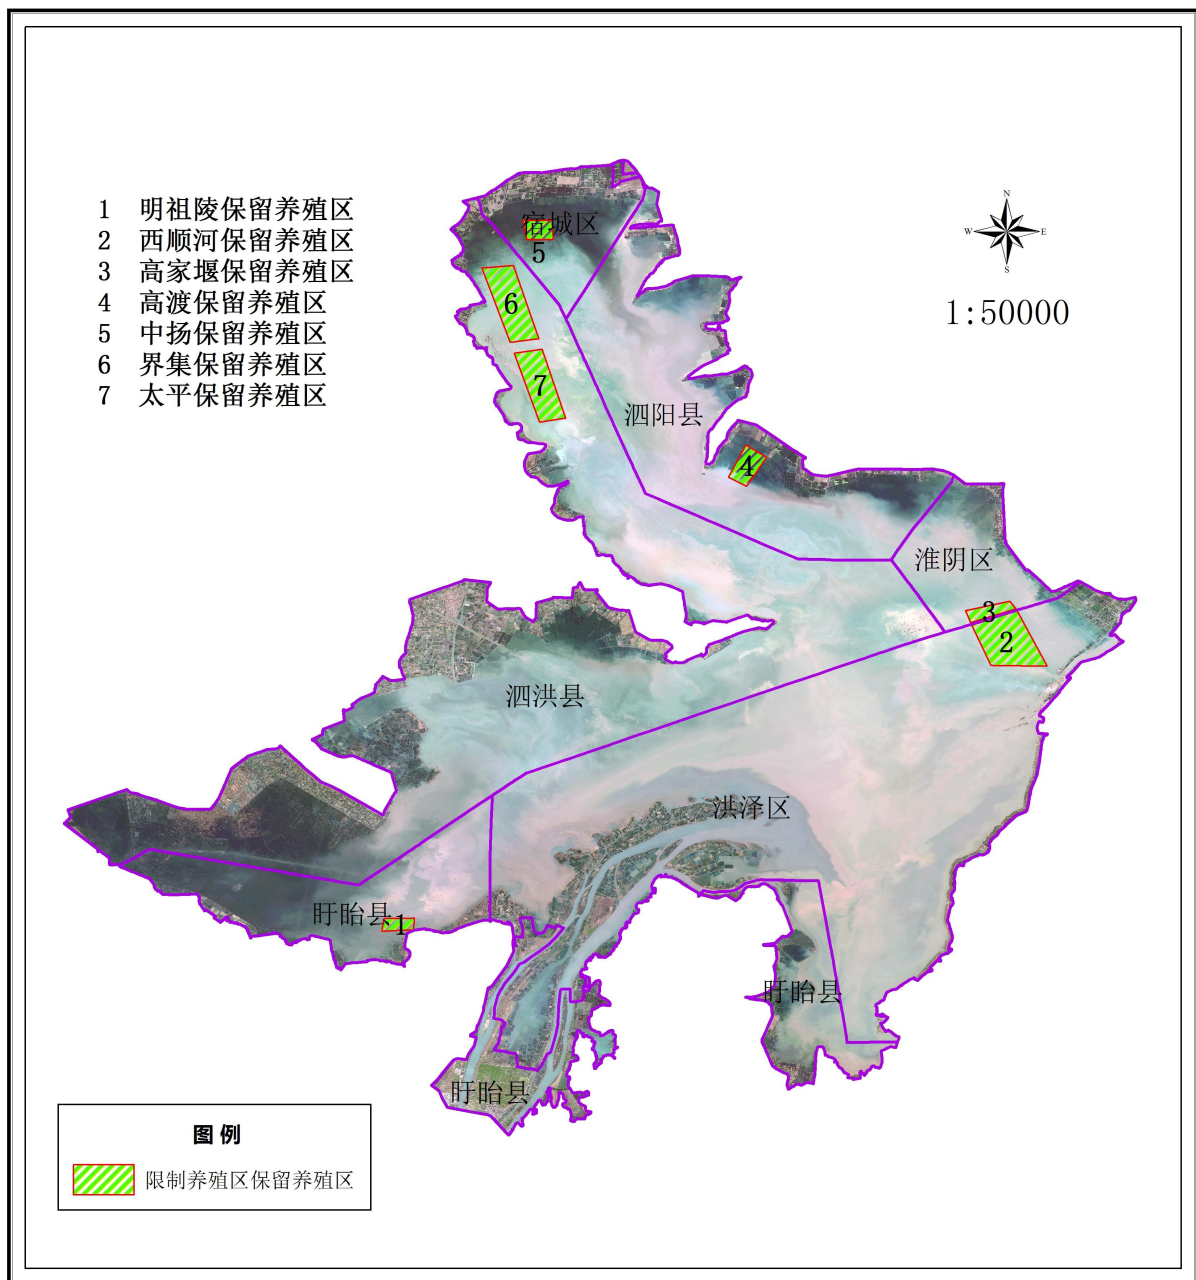 1 明祖陵保留养殖区
2 西顺河保留养殖区
3 高家堰保留养殖区
4 高渡保留养殖区
5 中扬保留养殖区
6 界集保留养殖区
7 太平保留养殖区
N
W E
S
1:50000
宿城区
5
6
7
泗阳县
4
淮阴区
3
2
泗洪县
洪泽区
盱眙县
1
盱眙县
盱眙县
图例
限制养殖区保留养殖区